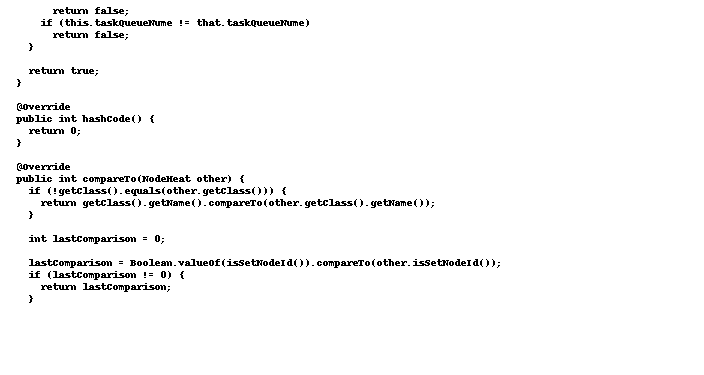 return false;
if (this.taskQueueNume != that.taskQueueNume)
return false;
}
return true;
}
@Override
public int hashCode() {
return 0;
}
@Override
public int compareTo(NodeHeat other) {
if (!getClass().equals(other.getClass())) {
return getClass().getName().compareTo(other.getClass().getName());
}
int lastComparison = 0;
lastComparison = Boolean.valueOf(isSetNodeId()).compareTo(other.isSetNodeId());
if (lastComparison != 0) {
return lastComparison;
}